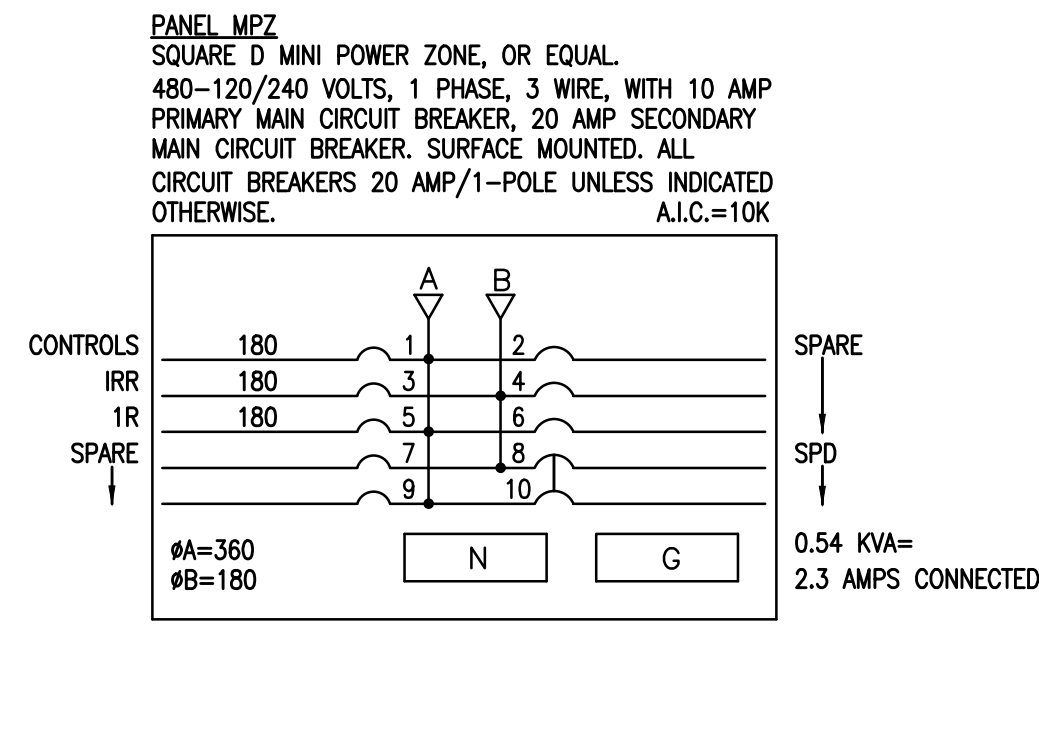 PANEL MPZ
SQUARE D MINI POWER ZONE, OR EQUAL.
480-120/240 VOLTS, 1 PHASE, 3 WIRE, WITH 10 AMP
PRIMARY MAIN CIRCUIT BREAKER, 20 AMP SECONDARY
MAIN CIRCUIT BREAKER. SURFACE MOUNTED. ALL
CIRCUIT BREAKERS 20 AMP/1-POLE UNLESS INDICATED
OTHERWISE. A.I.C.=10K
A B
CONTROLS 180 1 2 SPARE
IRR 180 3 4
1R 180 5 6
SPARE 7 8 SPD
9 10
øA=360
øB=180
N G
0.54 KVA=
2.3 AMPS CONNECTED